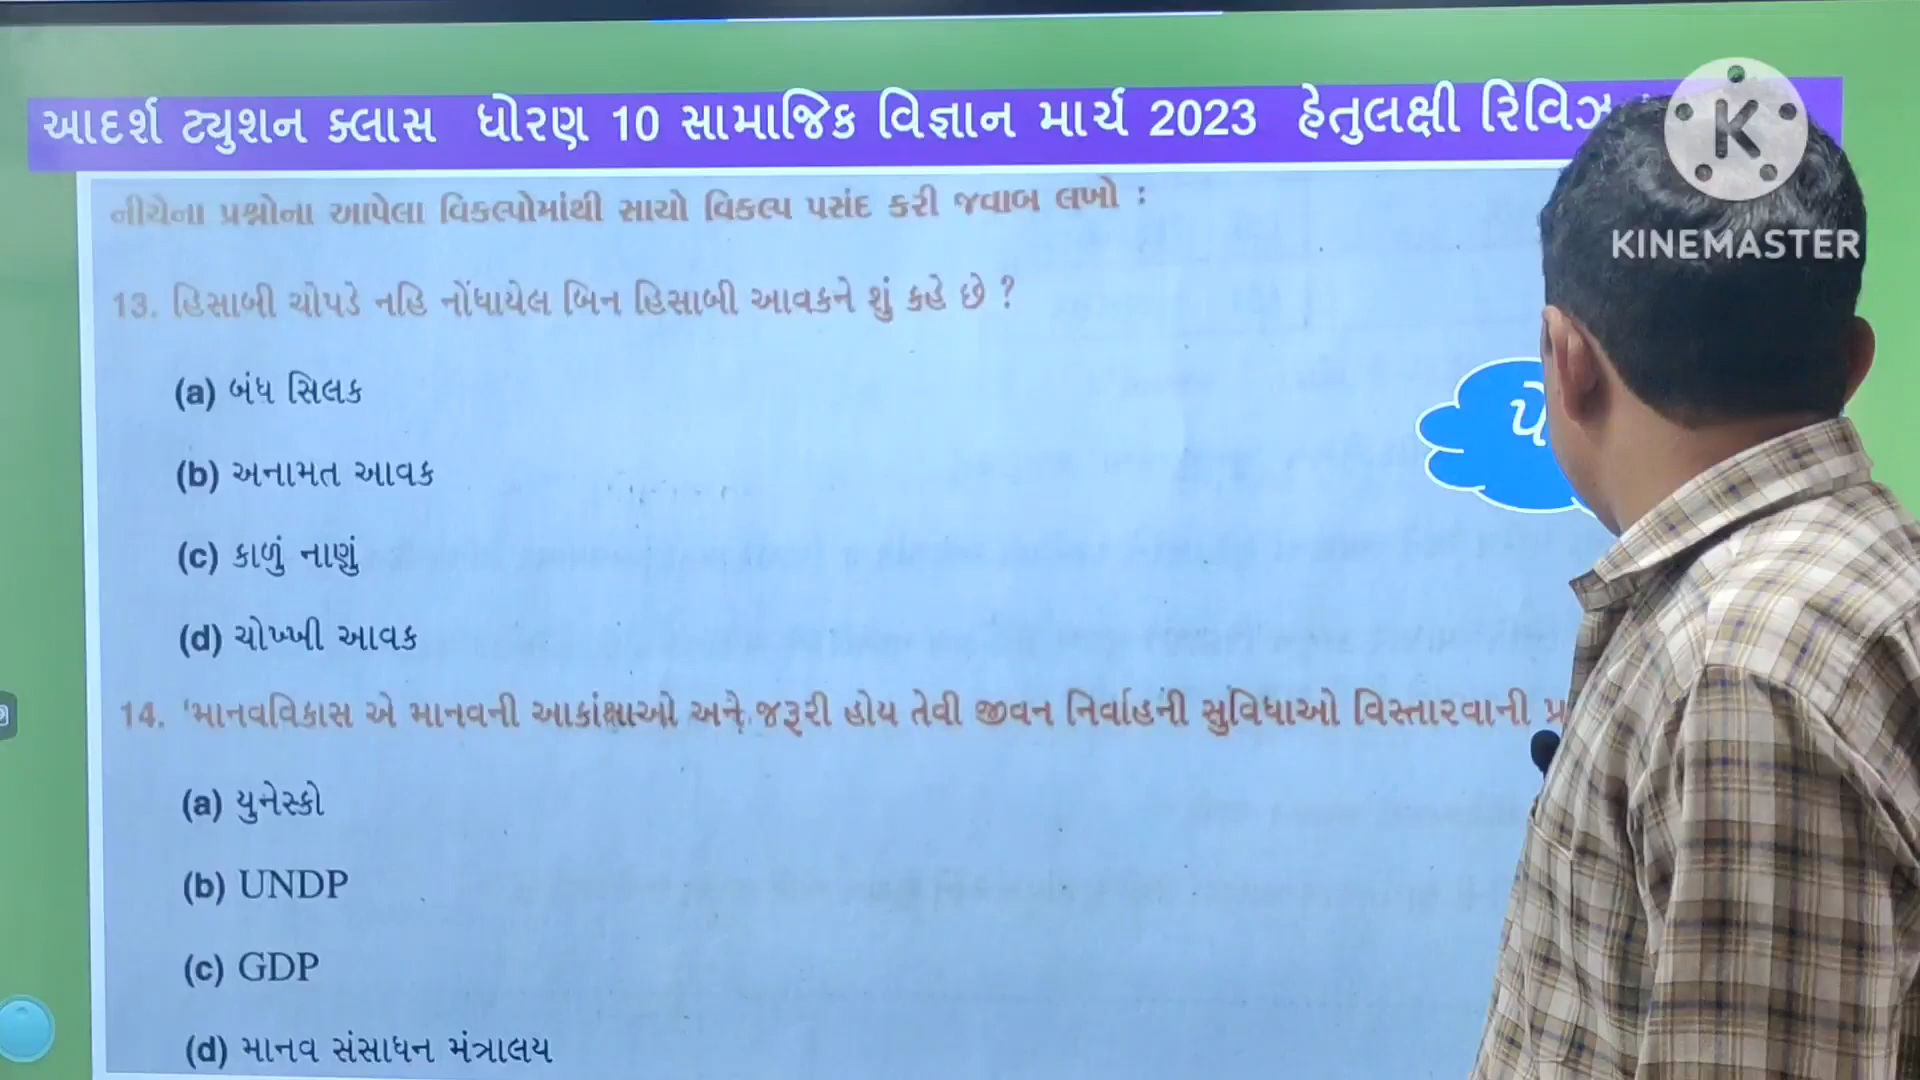 આદર્શ ટ્યુશન ક્લાસ ધોરણ 10 સામાજિક વિજ્ઞાન માર્ચ 2023 હેતુલક્ષી
K
KINEMASTER
નીચેના પ્રશ્નોના આપેલા વિકલ્પોમાંથી સાચો વિકલ્પ પસંદ કરી જવાબ લખો :
13. હિસાબી ચોપડે નહિ નોંધાયેલ બિન હિસાબી આવકને શું કહે છે ?
(a) બંધ સિલક
(b) અનામત આવક
(c) કાળું નાણું
(d) ચોખ્ખી આવક
14. 'માનવવિકાસ એ માનવની આકાંક્ષાઓ અને જરૂરી હોય તેવી જીવન નિર્વાહની સુવિધાઓ વિસ્તારવાની
(a) યુનેસ્કો
(b) UNDP
(c) GDP
(d) માનવ સંસાધન મંત્રાલય